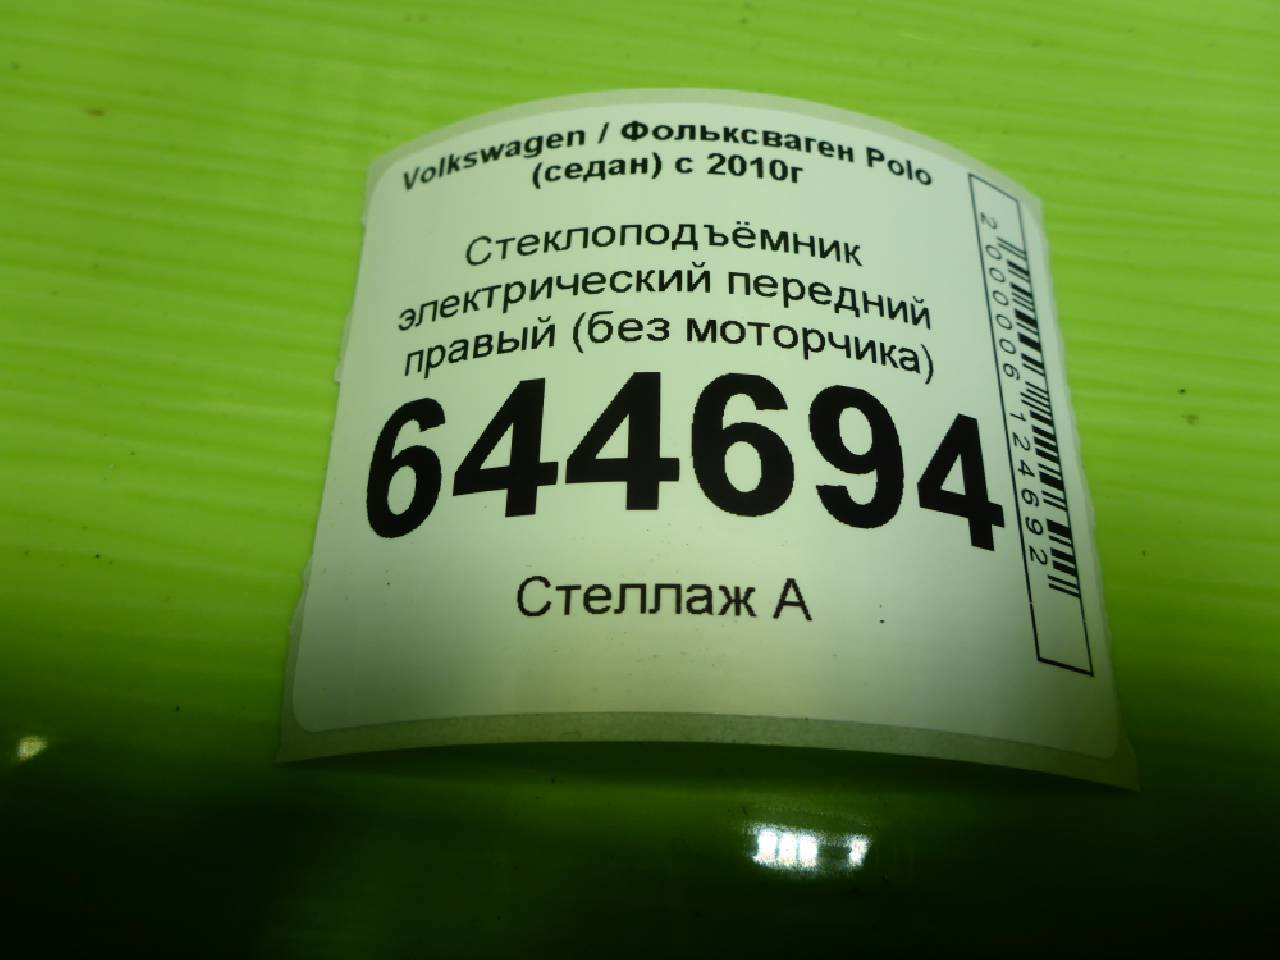 Volkswagen / Фольксваген Polo
(седан) с 2010г
Стеклоподъёмник
электрический передний
правый (без моторчика)
644694
Стеллаж А
2000006124692